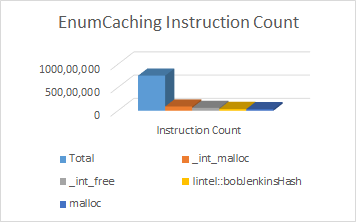 EnumCaching Instruction Count
1000,00,000
500,00,000
0
Instruction Count
Total
_int_malloc
_int_free
lintel::bobJenkinsHash
malloc